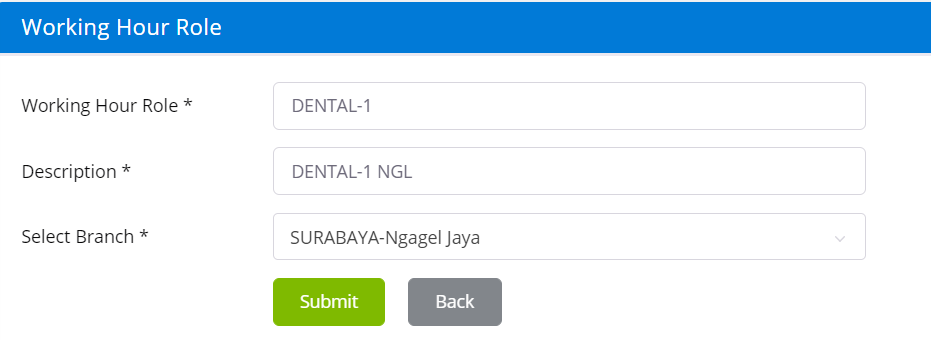 Working Hour Role
Working Hour Role * DENTAL-1
Description * DENTAL-1 NGL
Select Branch * SURABAYA-Ngagel Jaya
Submit Back